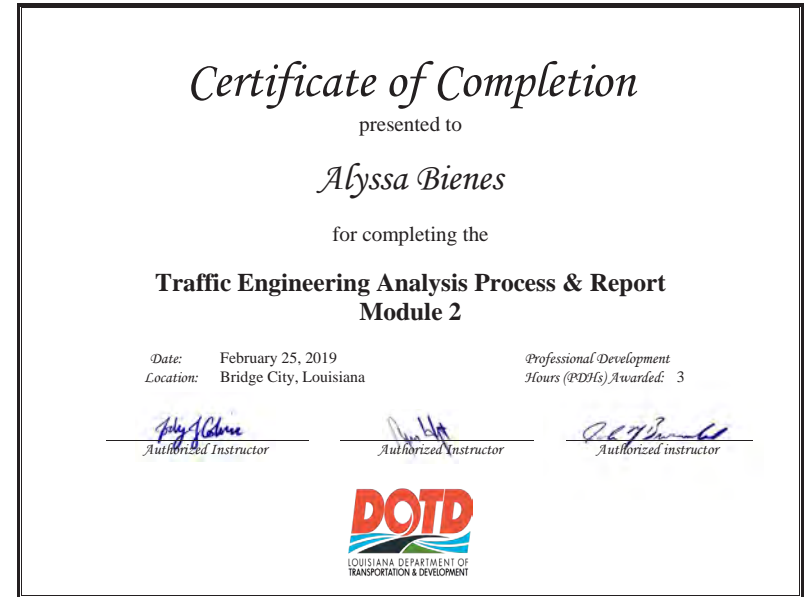 Certificate of Completion
presented to
Alyssa Bienes
for completing the
Traffic Engineering Analysis Process & Report
Module 2
Date: February 25, 2019
Location: Bridge City, Louisiana
Professional Development
Hours (PDHs) Awarded: 3
Authorized Instructor
Authorized Instructor
Authorized instructor
DOTD
LOUISIANA DEPARTMENT OF
TRANSPORTATION & DEVELOPMENT